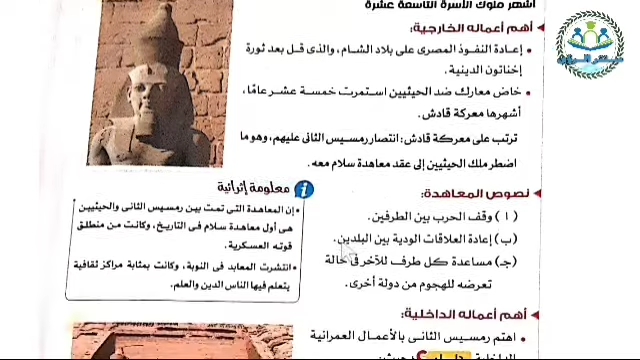 أشهر ملوك الأسرة التاسعة عشرة
أهم أعماله الخارجية:
• إعادة النفوذ المصرى على بلاد الشام، والذى قل بعد ثورة
إخناتون الدينية.
• خاض معارك ضد الحيثيين استمرت خمسة عشر عامًا،
أشهرها معركة قادش.
ترتب على معركة قادش: انتصار رمسيس الثانى عليهم، وهو ما
اضطر ملك الحيثيين إلى عقد معاهدة سلام معه.
نصوص المعاهدة:
(أ) وقف الحرب بين الطرفين.
(ب) إعادة العلاقات الودية بين البلدين.
(جـ) مساعدة كل طرف للآخر فى حالة
تعرضه للهجوم من دولة أخرى.
معلومة إثرائية
• إن المعاهدة التى تمت بين رمسيس الثانى والحيثيين
هى أول معاهدة سلام فى التاريخ، وكانت من منطلق
قوته العسكرية.
• انتشرت المعابد فى النوبة، وكانت بمثابة مراكز ثقافية
يتعلم فيها الناس الدين والعلم.
أهم أعماله الداخلية:
• اهتم رمسيس الثانى بالأعمال العمرانية